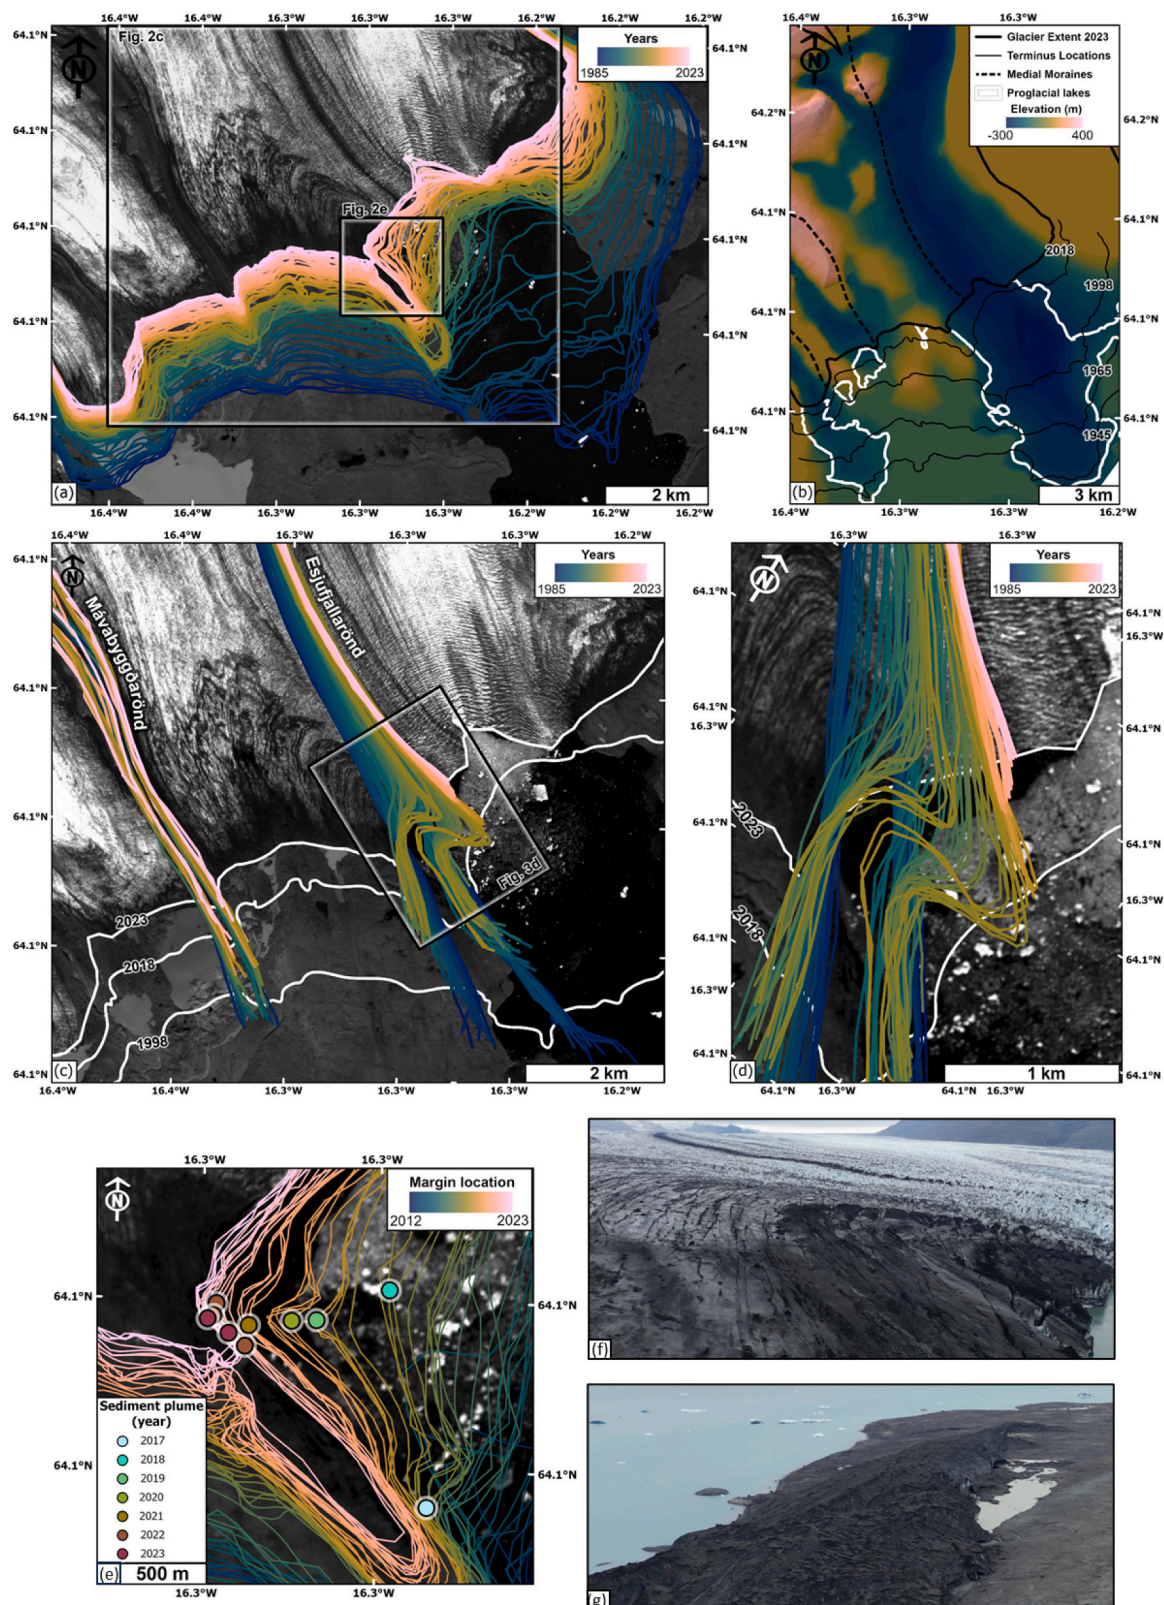 16.4°W 16.4°W 16.3°W 16.3°W 16.3°W 16.2°W 16.2°W
Fig. 2c
Years
1985 2023
N
64.1°N 64.1°N
64.1°N 64.1°N
64.1°N 64.1°N
64.1°N 64.1°N
64.1°N 64.1°N
Fig. 2e
(a)
2 km
16.4°W 16.4°W 16.3°W 16.3°W 16.3°W 16.2°W 16.2°W
16.4°W 16.3°W 16.3°W
Glacier Extent 2023
Terminus Locations
Medial Moraines
Proglacial lakes
Elevation (m)
-300 400
N
64.2°N 64.2°N
64.1°N 64.1°N
64.1°N 64.1°N
64.1°N 64.1°N
2018
1998
1965
1945
(b)
3 km
16.4°W 16.3°W 16.3°W 16.2°W
16.4°W 16.4°W 16.3°W 16.3°W 16.2°W
Years
1985 2023
N
64.1°N
64.1°N
64.1°N
64.1°N
64.1°N
Mávabyggðarönd
Esjufjallarönd
Fig. 3d
2023
2018
1998
(c)
2 km
16.4°W 16.4°W 16.3°W 16.3°W 16.2°W
16.3°W 16.3°W
Years
1985 2023
N
64.1°N 64.1°N
16.3°W
64.1°N 64.1°N
16.3°W
64.1°N 64.1°N
16.3°W
64.1°N 64.1°N
16.3°W
64.1°N 64.1°N
2023
2018
(d)
1 km
64.1°N 16.3°W 64.1°N 16.3°W
16.3°W 16.3°W
Margin location
2012 2023
N
64.1°N 64.1°N
64.1°N 64.1°N
Sediment plume
(year)
2017
2018
2019
2020
2021
2022
2023
(e)
500 m
16.3°W 16.3°W
(f)
(g)